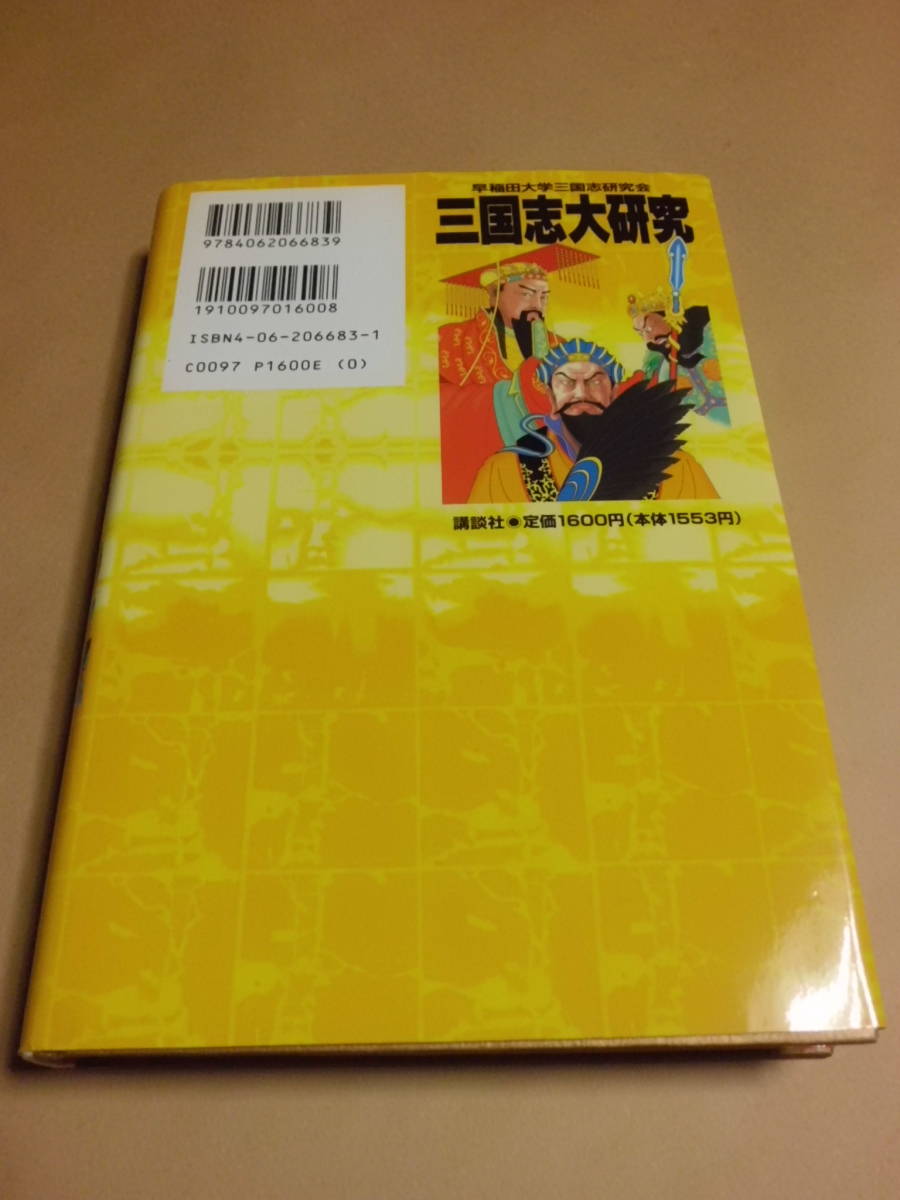 9784062066839
1910097016008
ISBN4-06-206683-1
C0097 P1600E (0)
早稲田大学三国志研究会
三国志大研究
講談社●定価1600円(本体1553円)